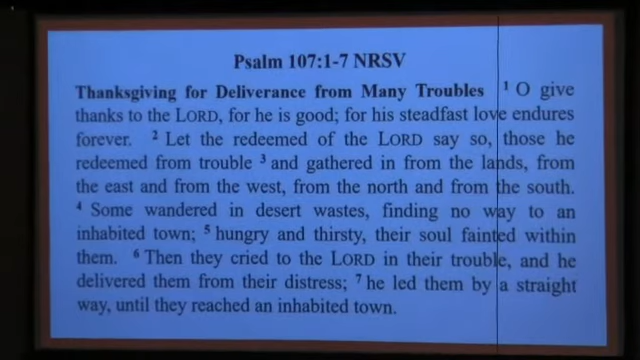 Psalm 107:1-7 NRSV
Thanksgiving for Deliverance from Many Troubles ¹ O give
thanks to the LORD, for he is good; for his steadfast love endures
forever. ² Let the redeemed of the LORD say so, those he
redeemed from trouble ³ and gathered in from the lands, from
the east and from the west, from the north and from the south.
⁴ Some wandered in desert wastes, finding no way to an
inhabited town; ⁵ hungry and thirsty, their soul fainted within
them. ⁶ Then they cried to the LORD in their trouble, and he
delivered them from their distress; ⁷ he led them by a straight
way, until they reached an inhabited town.